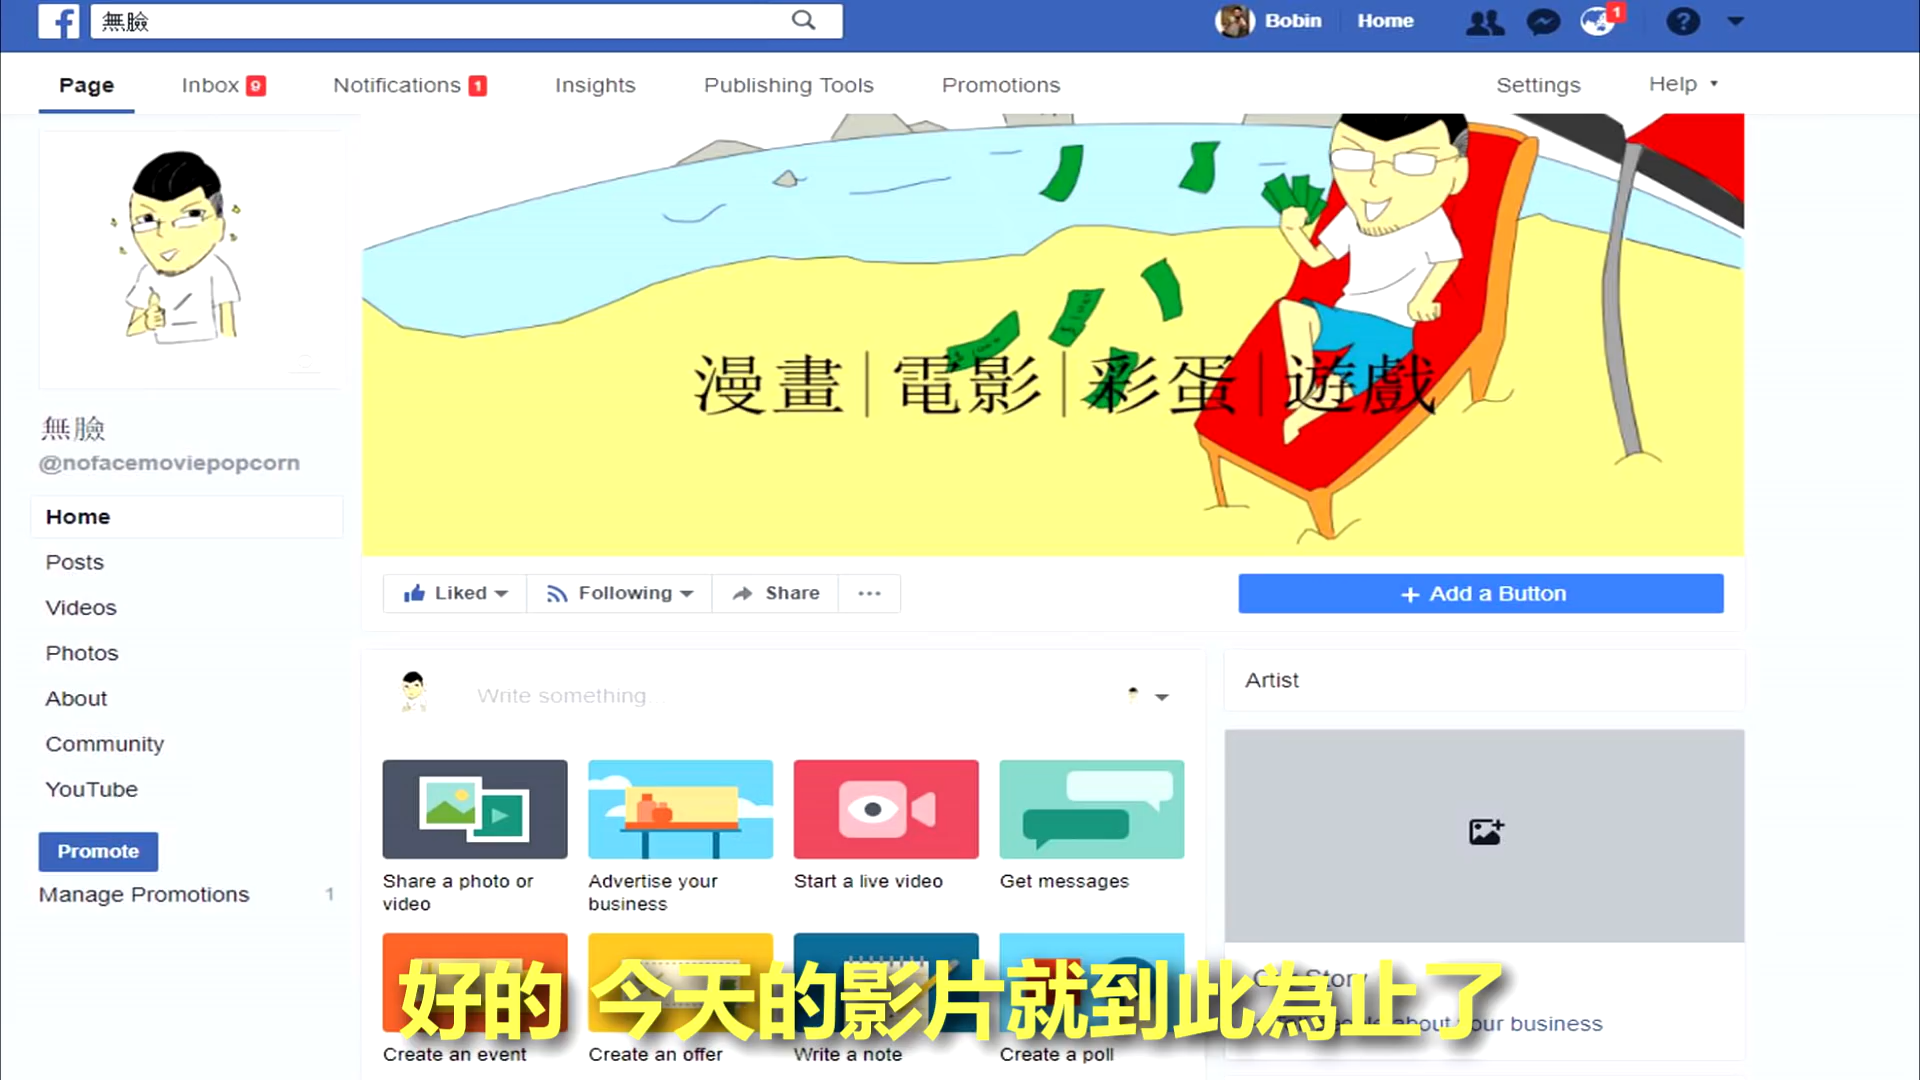 無臉
Bobin Home 1
Page Inbox 9 Notifications 1 Insights Publishing Tools Promotions Settings Help
漫畫|電影|彩蛋|遊戲
無臉
@nofacemoviepopcorn
Home
Posts
Videos
Photos
About
Community
YouTube
Promote
Manage Promotions 1
Liked Following Share ...
+ Add a Button
Write something...
Artist
Share a photo or video
Advertise your business
Start a live video
Get messages
Create an event
Create an offer
Write a note
Create a poll
Story
about your business
好的 今天的影片就到此為止了